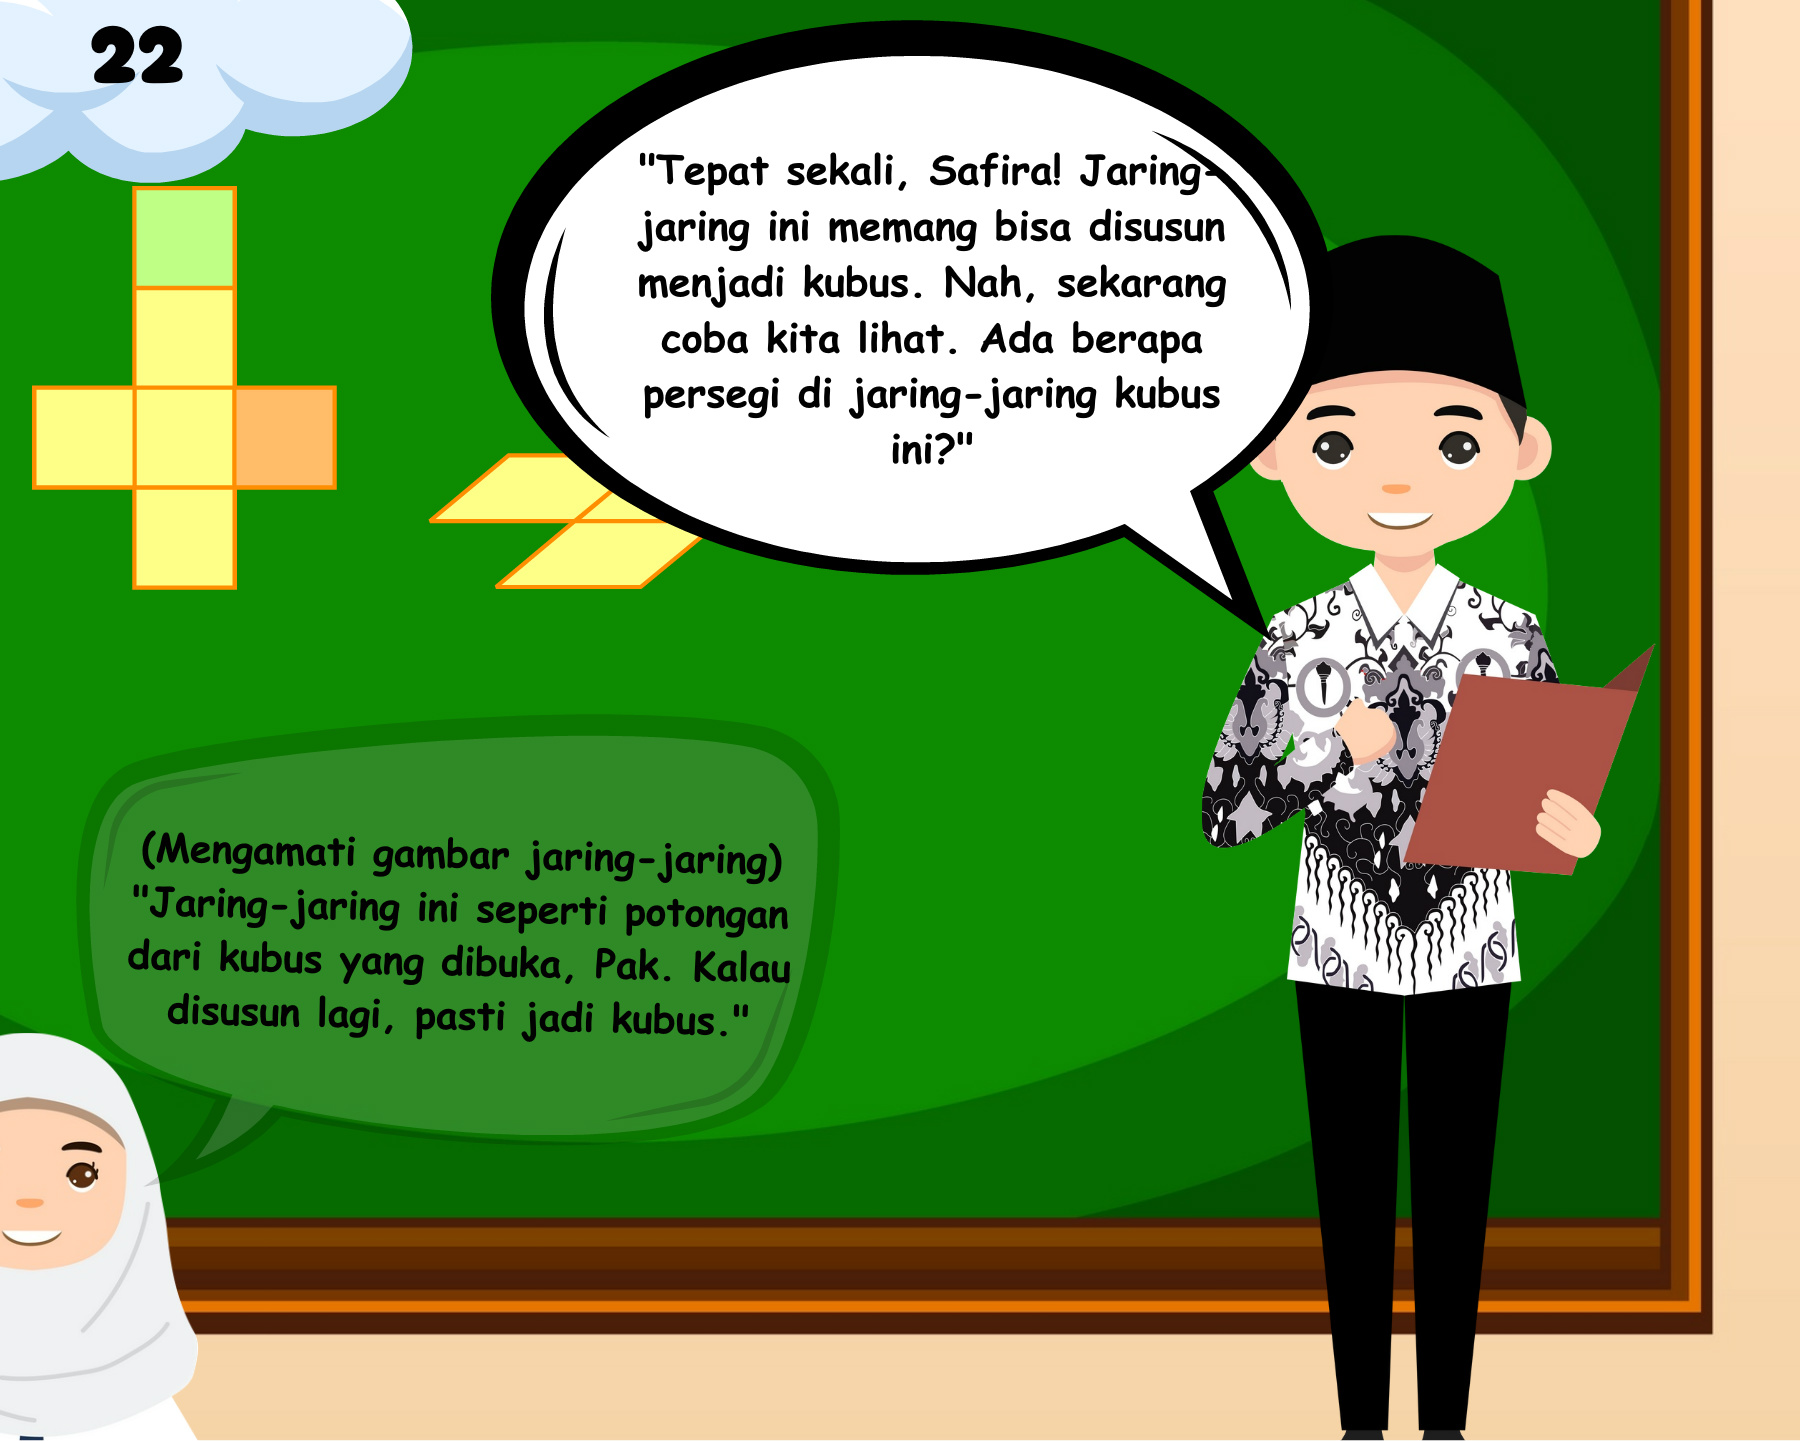 22
"Tepat sekali, Safira! Jaring-
jaring ini memang bisa disusun
menjadi kubus. Nah, sekarang
coba kita lihat. Ada berapa
persegi di jaring-jaring kubus
ini?"
(Mengamati gambar jaring-jaring)
"Jaring-jaring ini seperti potongan
dari kubus yang dibuka, Pak. Kalau
disusun lagi, pasti jadi kubus."